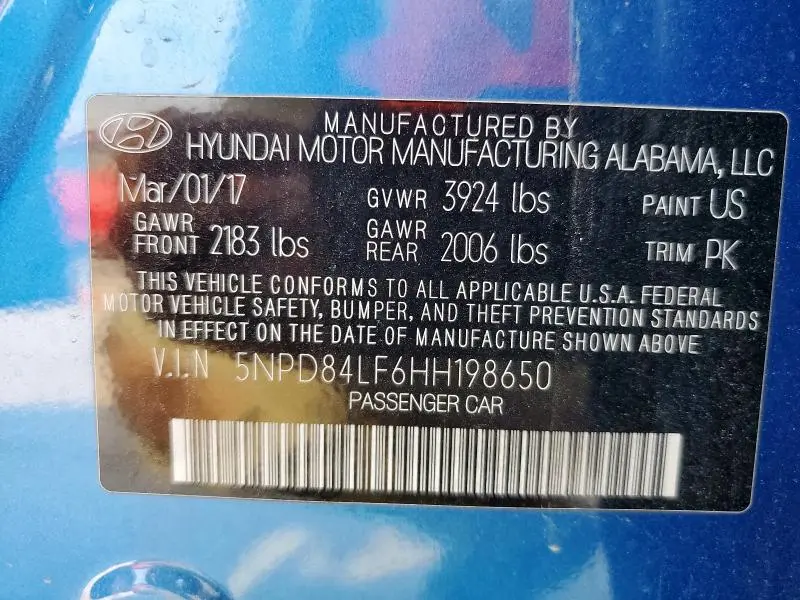 MANUFACTURED BY
HYUNDAI MOTOR MANUFACTURING ALABAMA, LLC
Mar/01/17 GVWR 3924 lbs PAINT US
GAWR FRONT 2183 lbs GAWR REAR 2006 lbs TRIM PK
THIS VEHICLE CONFORMS TO ALL APPLICABLE U.S.A. FEDERAL
MOTOR VEHICLE SAFETY, BUMPER, AND THEFT PREVENTION STANDARDS
IN EFFECT ON THE DATE OF MANUFACTURE SHOWN ABOVE.
V.I.N 5NPD84LF6HH198650
PASSENGER CAR